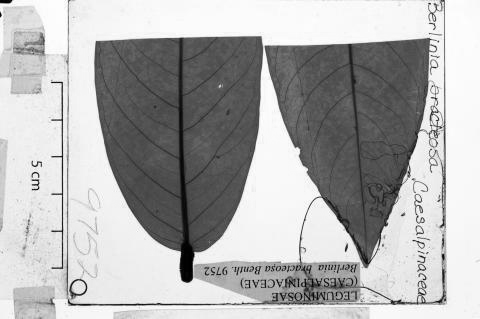 Berlinia bracteosa
Caesalpinaceae
5 cm
9752
LEGUMINOSAE
(CAESALPINIACEAE)
Berlinia bracteosa Benth. 9752